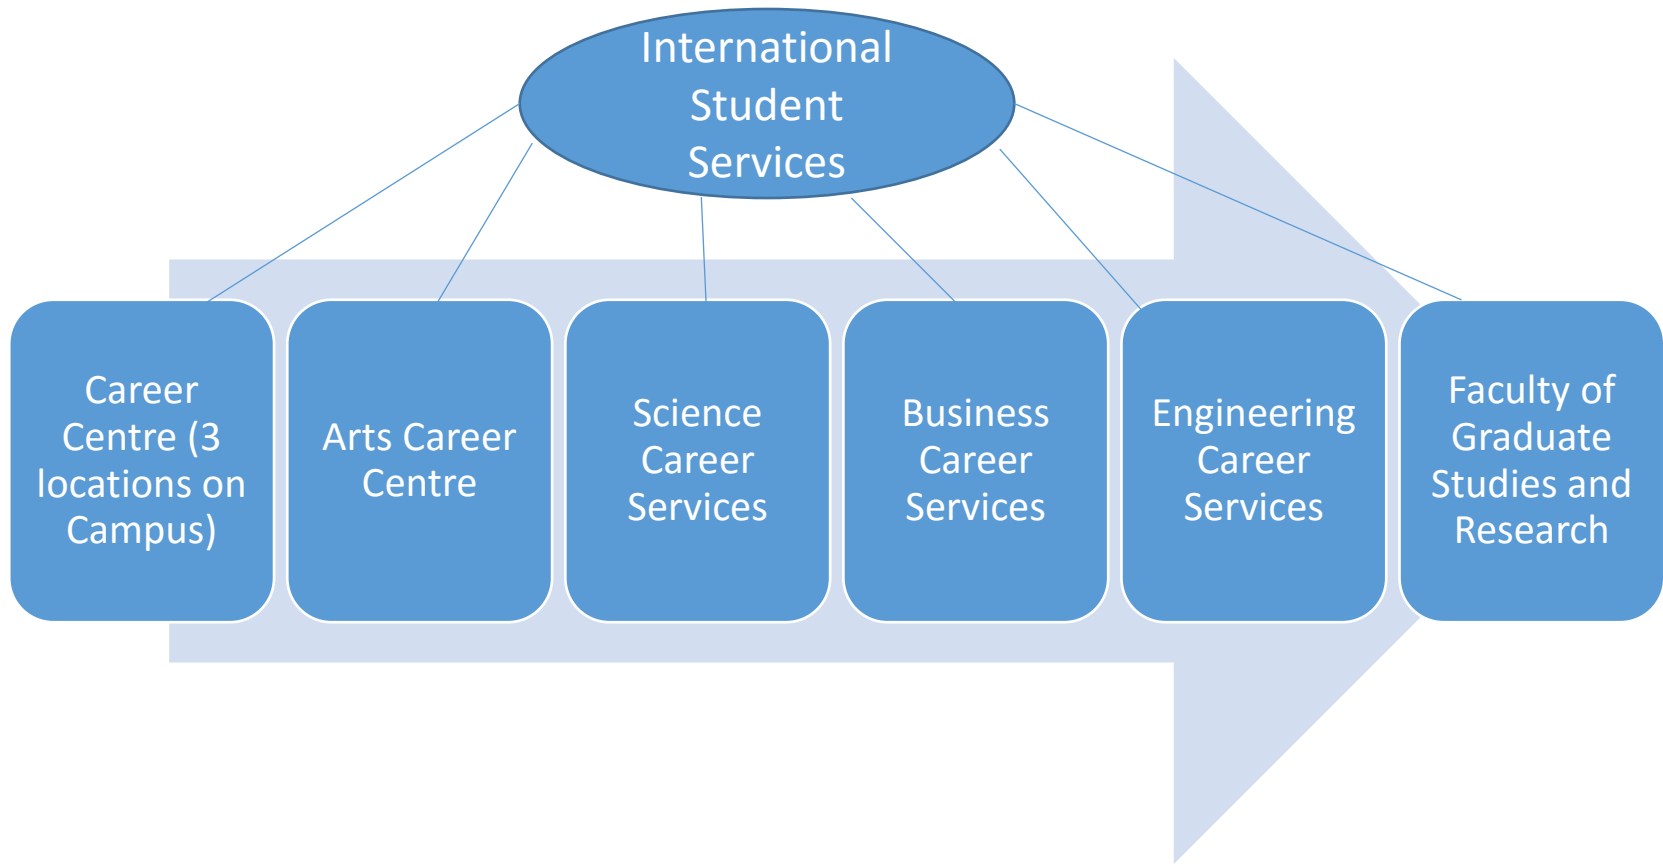 International
Student
Services
Career
Centre (3
locations on
Campus)
Arts Career
Centre
Science
Career
Services
Business
Career
Services
Engineering
Career
Services
Faculty of
Graduate
Studies and
Research